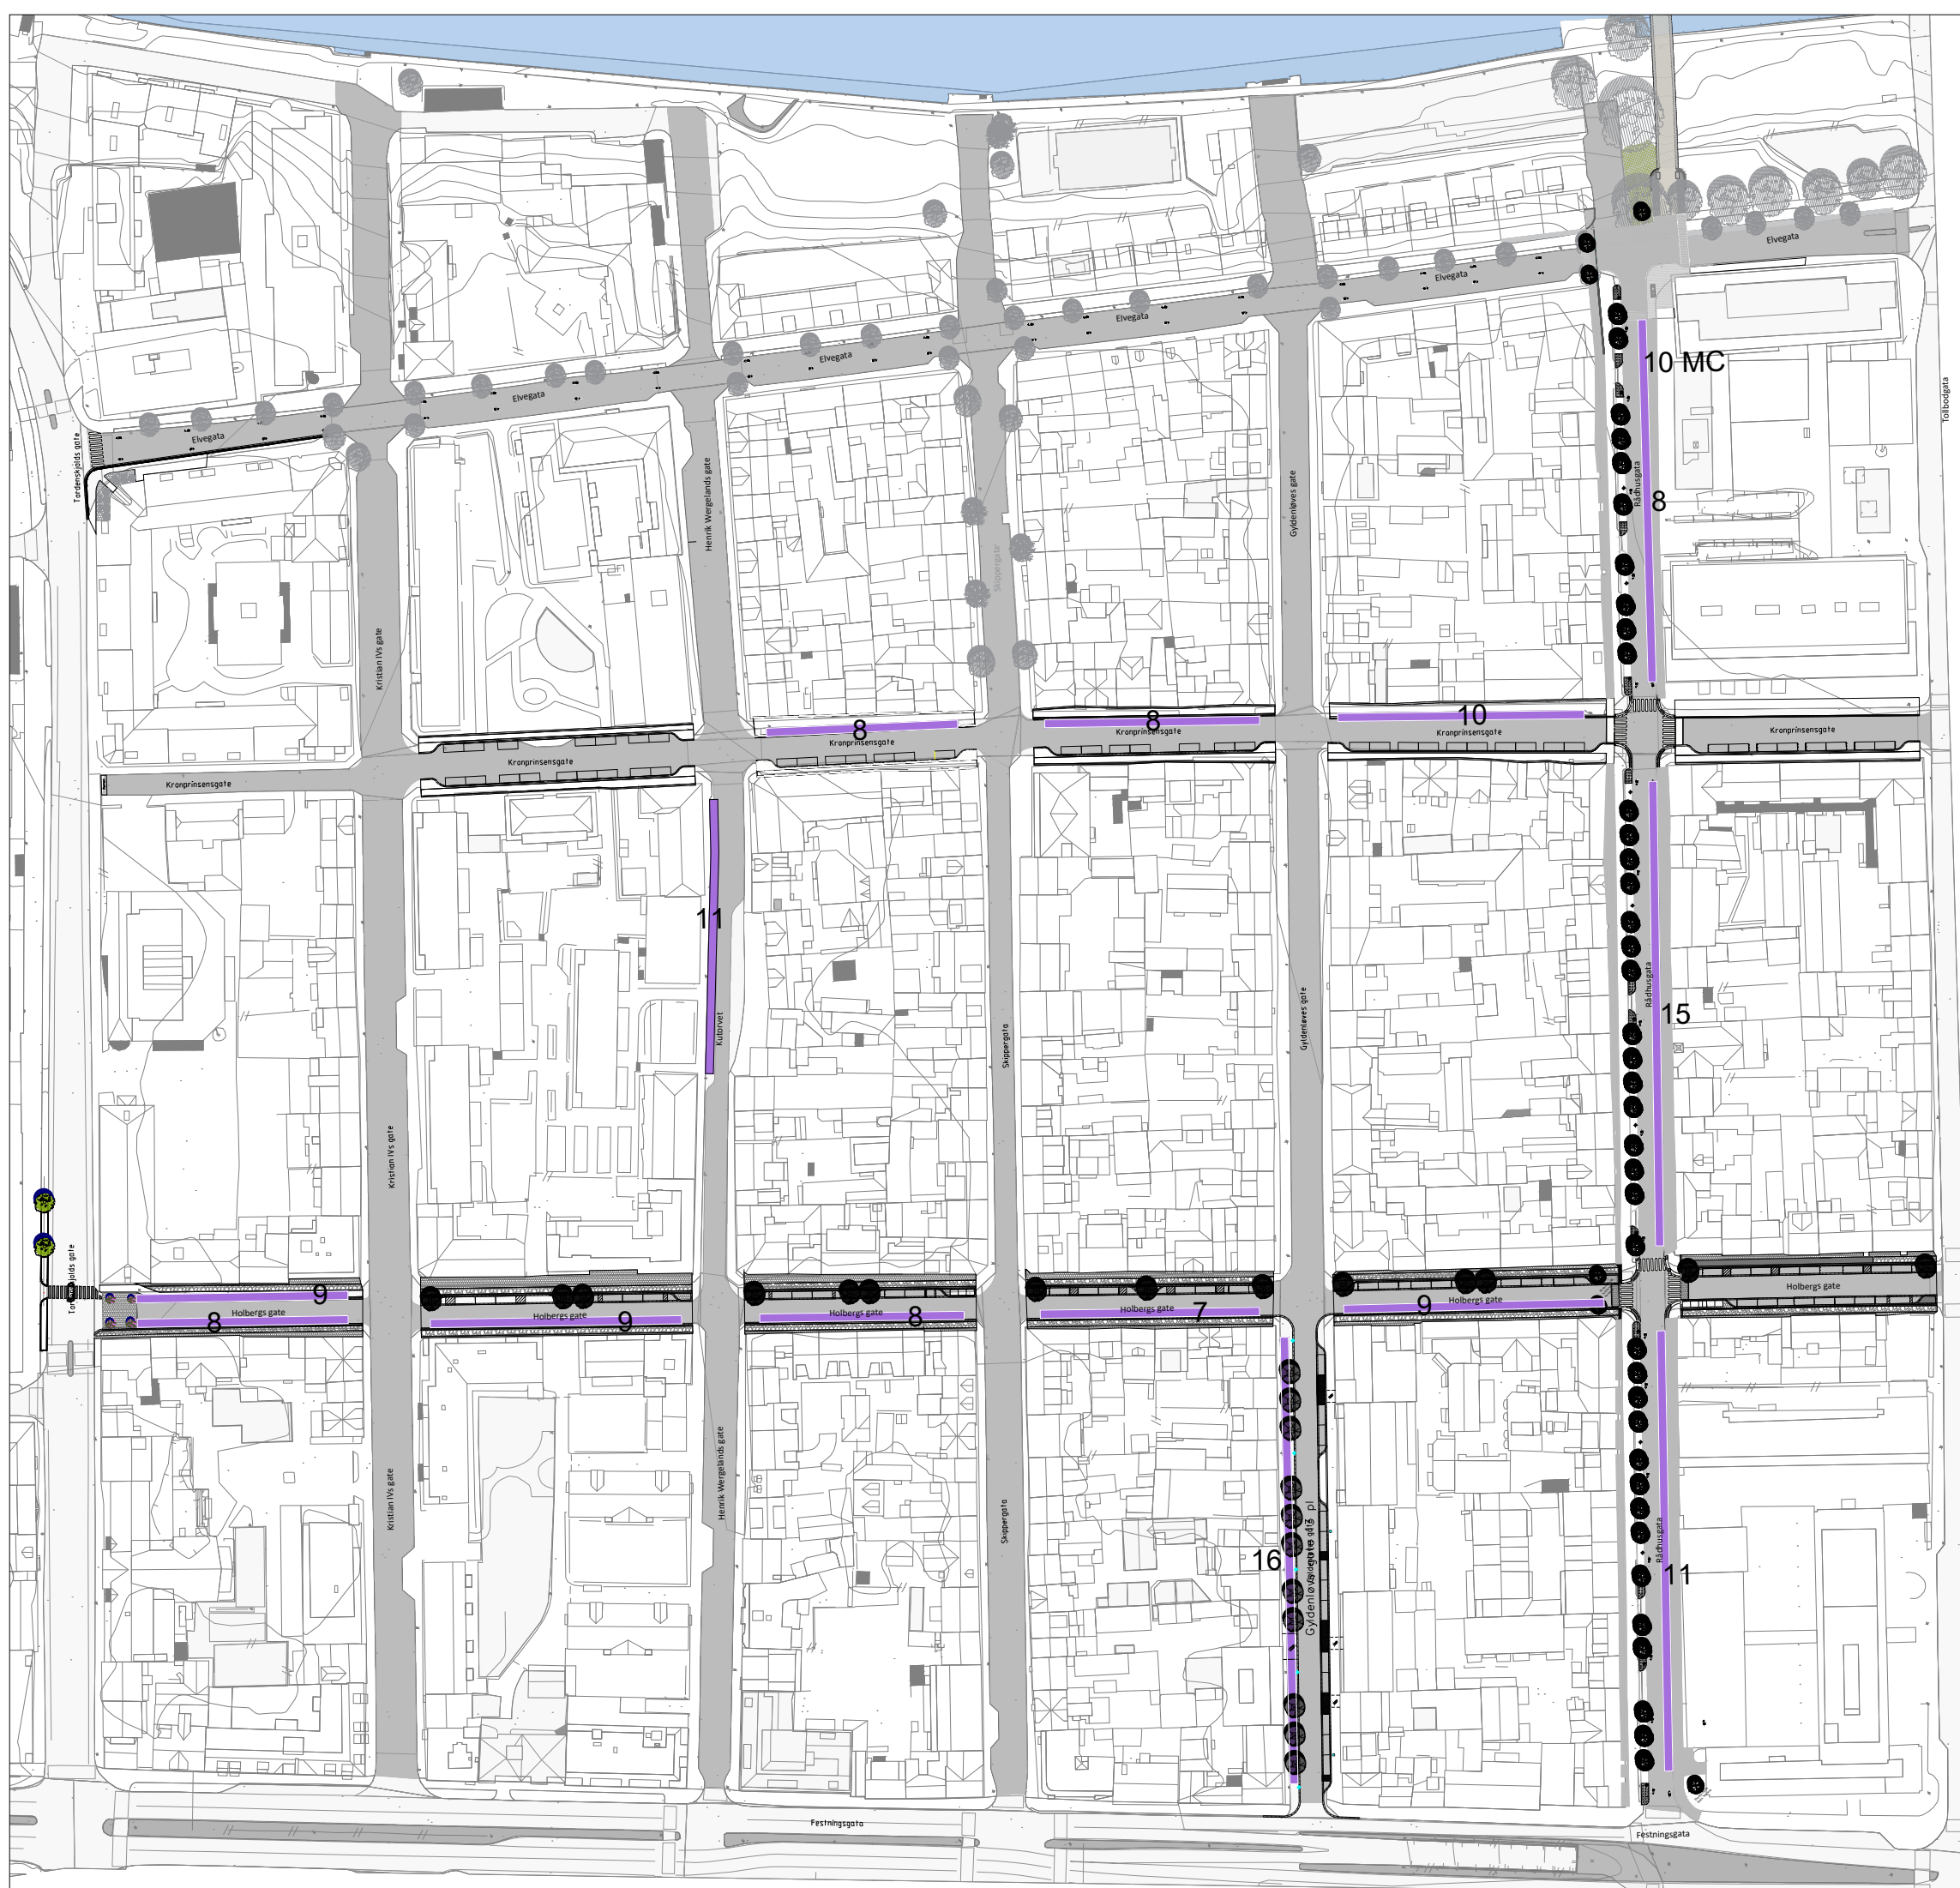 Elvegata
10 MC
Elvegata
Elvegata
Elvegata
Elvegata
Elvegata
Tollbodgata
Tordenskjolds gate
Henrik Wergelands gate
Gyldenløves gate
Rådhusgata
8
Skippergata
Kristian IVs gate
8
8
10
Kronprinsensgate
Kronprinsensgate
Kronprinsensgate
Kronprinsensgate
Kronprinsensgate
Kronprinsensgate
11
Kutorvet
Skippergata
Gyldenløves gate
Rådhusgata
15
Kristian IVs gate
Tordenskjolds gate
9
8
Holbergs gate
Holbergs gate
9
Holbergs gate
8
Holbergs gate
7
9
Holbergs gate
Holbergs gate
Kristian IVs gate
Henrik Wergelands gate
Skippergata
16
Rådhusgata
11
Festningsgata
Festningsgata